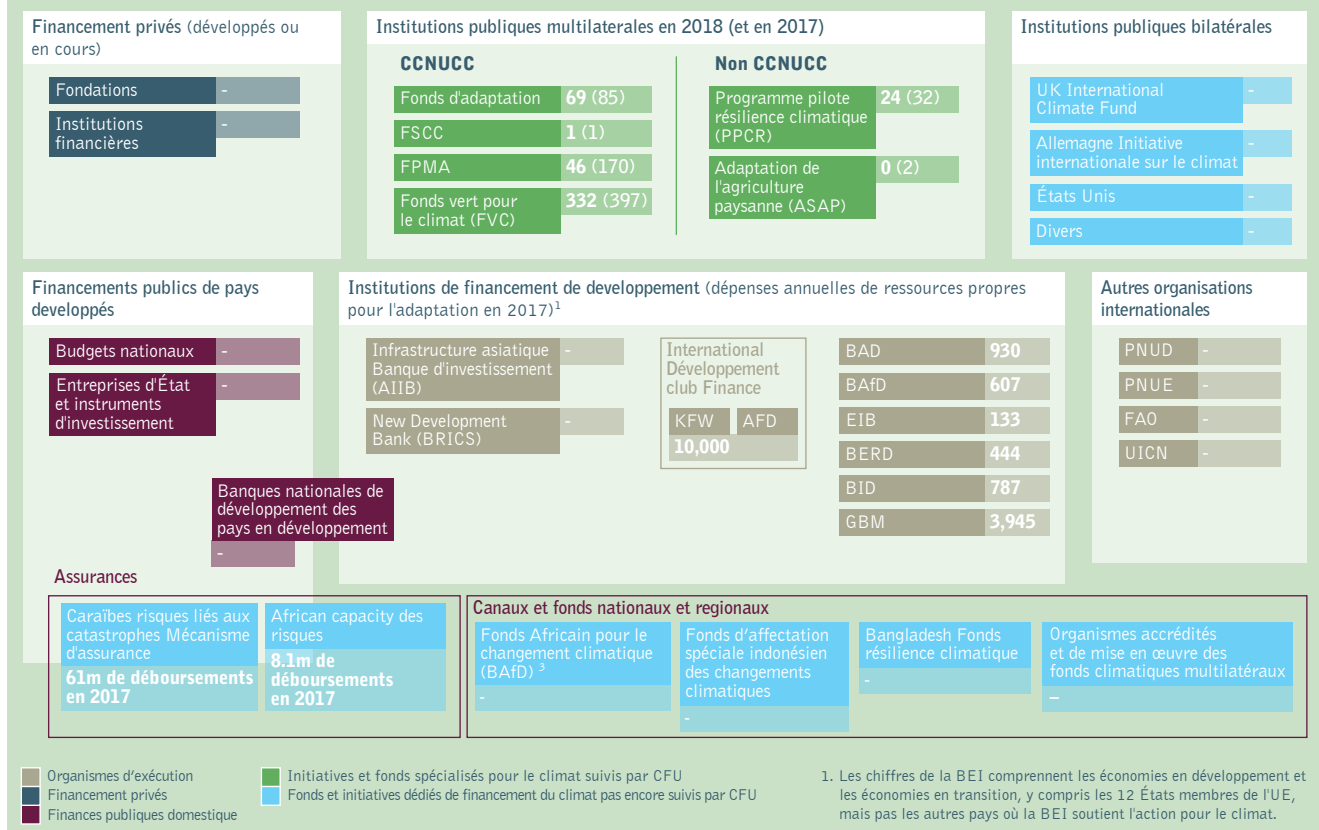 Financement privés (développés ou
en cours)
Fondations -
Institutions -
financières
Institutions publiques multilaterales en 2018 (et en 2017)
CCNUCC
Fonds d'adaptation 69 (85)
FSCC 1 (1)
FPMA 46 (170)
Fonds vert pour 332 (397)
le climat (FVC)
Non CCNUCC
Programme pilote 24 (32)
résilience climatique
(PPCR)
Adaptation de 0 (2)
l'agriculture
paysanne (ASAP)
Institutions publiques bilatérales
UK International -
Climate Fund
Allemagne Initiative -
internationale sur le climat
États Unis -
Divers -
Financements publics de pays
developpés
Budgets nationaux -
Entreprises d'État -
et instruments
d'investissement
Banques nationales de
développement des
pays en développement
-
Institutions de financement de developpement (dépenses annuelles de ressources propres
pour l'adaptation en 2017)1
Infrastructure asiatique -
Banque d'investissement
(AIIB)
New Development -
Bank (BRICS)
International
Développement
club Finance
KFW AFD
10,000
BAD 930
BAfD 607
EIB 133
BERD 444
BID 787
GBM 3,945
Autres organisations
internationales
PNUD -
PNUE -
FAO -
UICN -
Assurances
Caraïbes risques liés aux
catastrophes Mécanisme
d'assurance
61m de déboursements
en 2017
African capacity des
risques
8.1m de
déboursements
en 2017
Canaux et fonds nationaux et regionaux
Fonds Africain pour le
changement climatique
(BAfD) 3
-
Fonds d'affectation
spéciale indonésien
des changements
climatiques
-
Bangladesh Fonds
résilience climatique
-
Organismes accrédités
et de mise en œuvre des
fonds climatiques multilatéraux
–
Organismes d'exécution
Financement privés
Finances publiques domestique
Initiatives et fonds spécialisés pour le climat suivis par CFU
Fonds et initiatives dédiés de financement du climat pas encore suivis par CFU
1. Les chiffres de la BEI comprennent les économies en développement et
les économies en transition, y compris les 12 États membres de l'UE,
mais pas les autres pays où la BEI soutient l'action pour le climat.